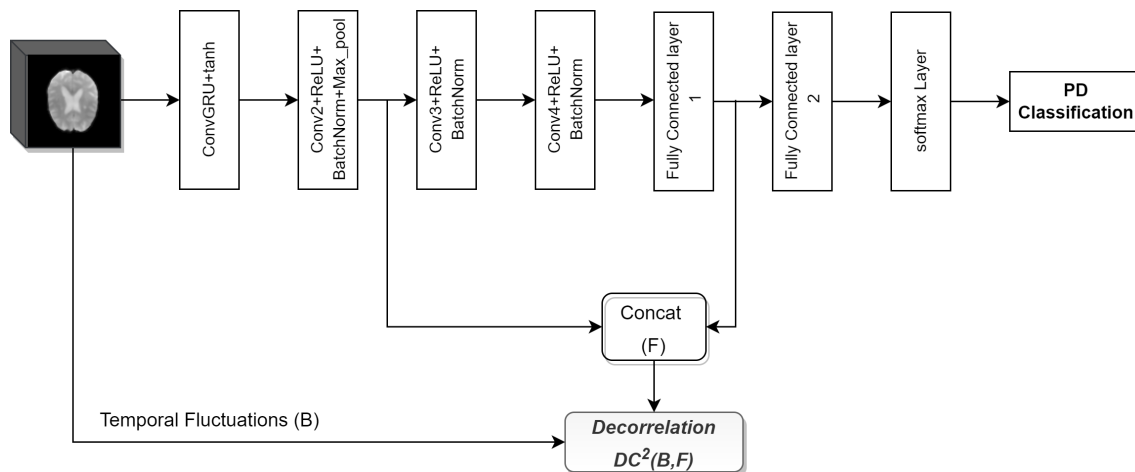 ConvGRU+tanh
Conv2+ReLU+
BatchNorm+Max_pool
Conv3+ReLU+
BatchNorm
Conv4+ReLU+
BatchNorm
Fully Connected layer
1
Fully Connected layer
2
softmax Layer
PD
Classification
Concat
(F)
Temporal Fluctuations (B)
Decorrelation
DC²(B,F)